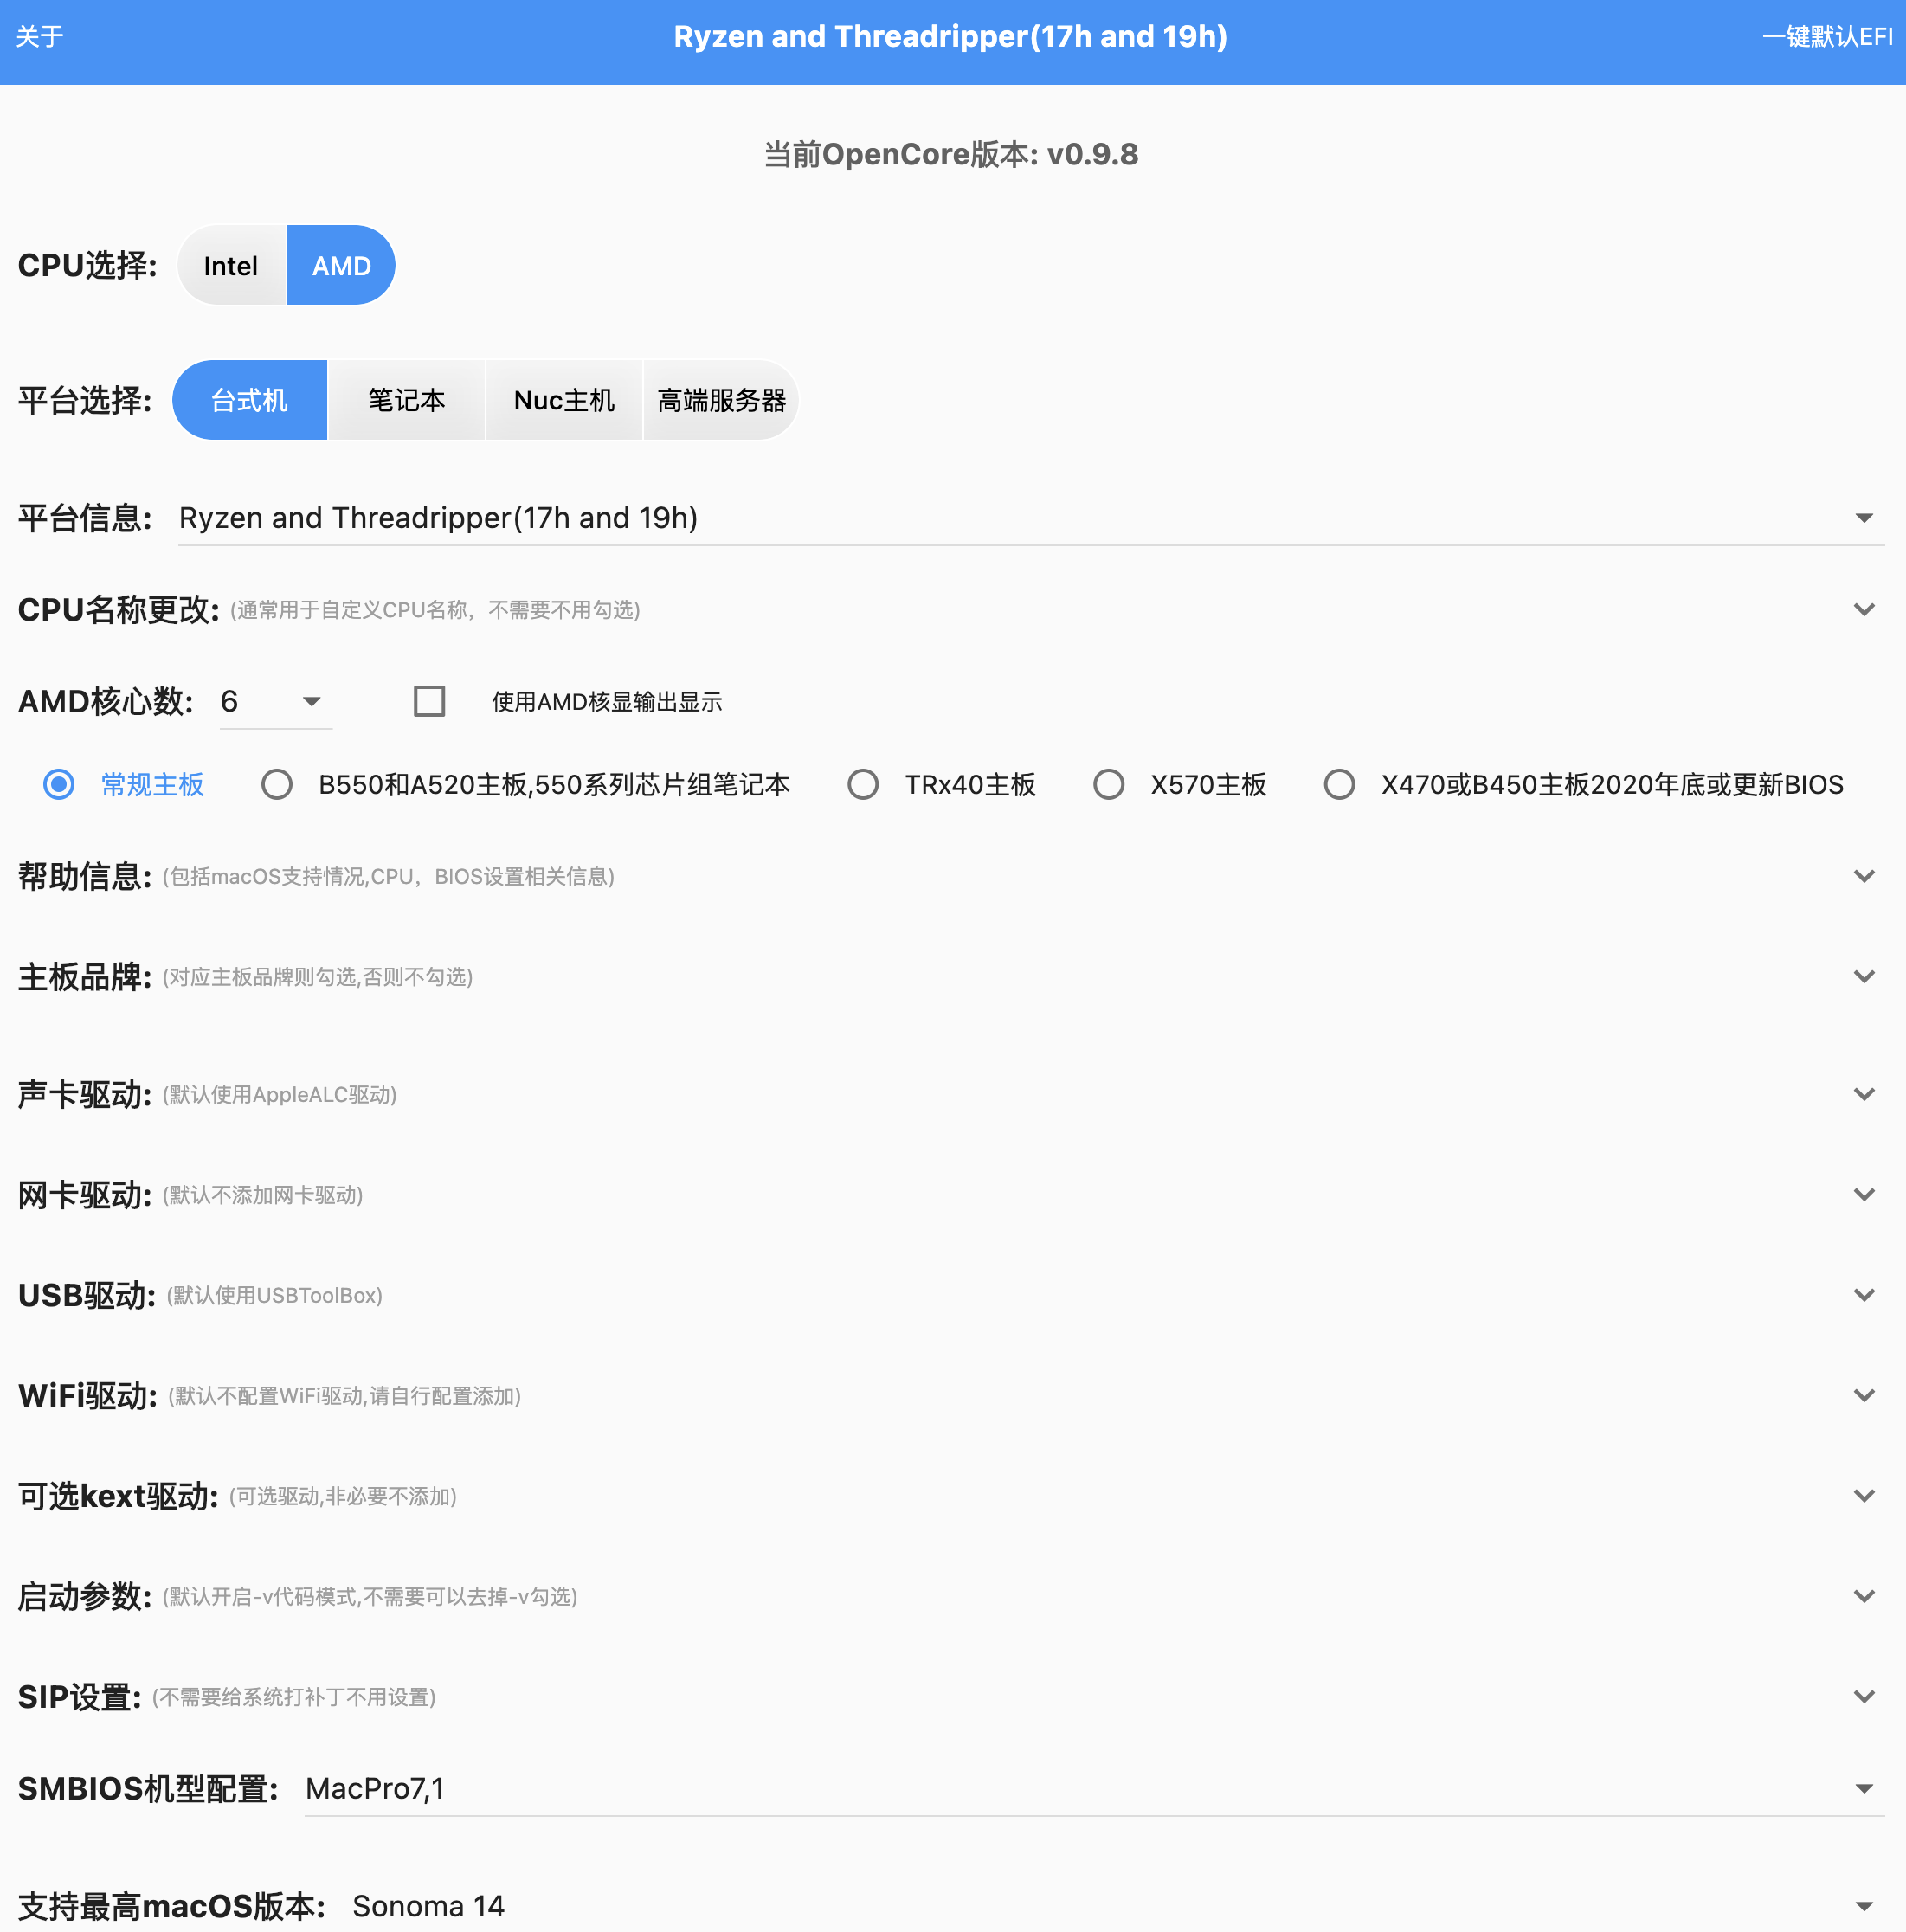 关于 Ryzen and Threadripper(17h and 19h) 一键默认EFI
当前OpenCore版本: v0.9.8
CPU选择: Intel AMD
平台选择: 台式机 笔记本 Nuc主机 高端服务器
平台信息: Ryzen and Threadripper(17h and 19h)
CPU名称更改: (通常用于自定义CPU名称，不需要不用勾选)
AMD核心数: 6 使用AMD核显输出显示
常规主板 B550和A520主板,550系列芯片组笔记本 TRx40主板 X570主板 X470或B450主板2020年底或更新BIOS
帮助信息: (包括macOS支持情况,CPU，BIOS设置相关信息)
主板品牌: (对应主板品牌则勾选,否则不勾选)
声卡驱动: (默认使用AppleALC驱动)
网卡驱动: (默认不添加网卡驱动)
USB驱动: (默认使用USBToolBox)
WiFi驱动: (默认不配置WiFi驱动,请自行配置添加)
可选kext驱动: (可选驱动,非必要不添加)
启动参数: (默认开启-v代码模式,不需要可以去掉-v勾选)
SIP设置: (不需要给系统打补丁不用设置)
SMBIOS机型配置: MacPro7,1
支持最高macOS版本: Sonoma 14